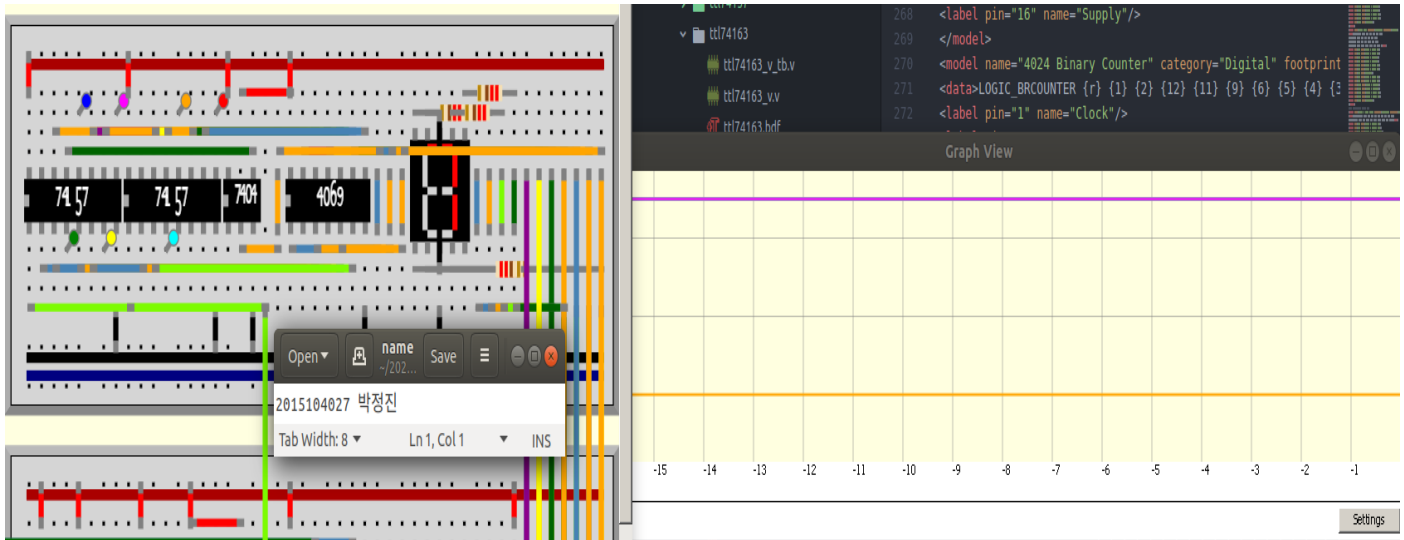 74157
74157
7404
4069
Open
name
~/202...
Save
2015104027 박정진
Tab Width: 8
Ln 1, Col 1
INS
ttl74163
ttl74163_v_tb.v
ttl74163_v.v
ttl74163.bdf
268 <label pin="16" name="Supply"/>
269 </model>
270 <model name="4024 Binary Counter" category="Digital" footprint
271 <data>LOGIC_BRCOUNTER {r} {1} {2} {12} {11} {9} {6} {5} {4} {3
272 <label pin="1" name="Clock"/>
Graph View
-15 -14 -13 -12 -11 -10 -9 -8 -7 -6 -5 -4 -3 -2 -1
Settings